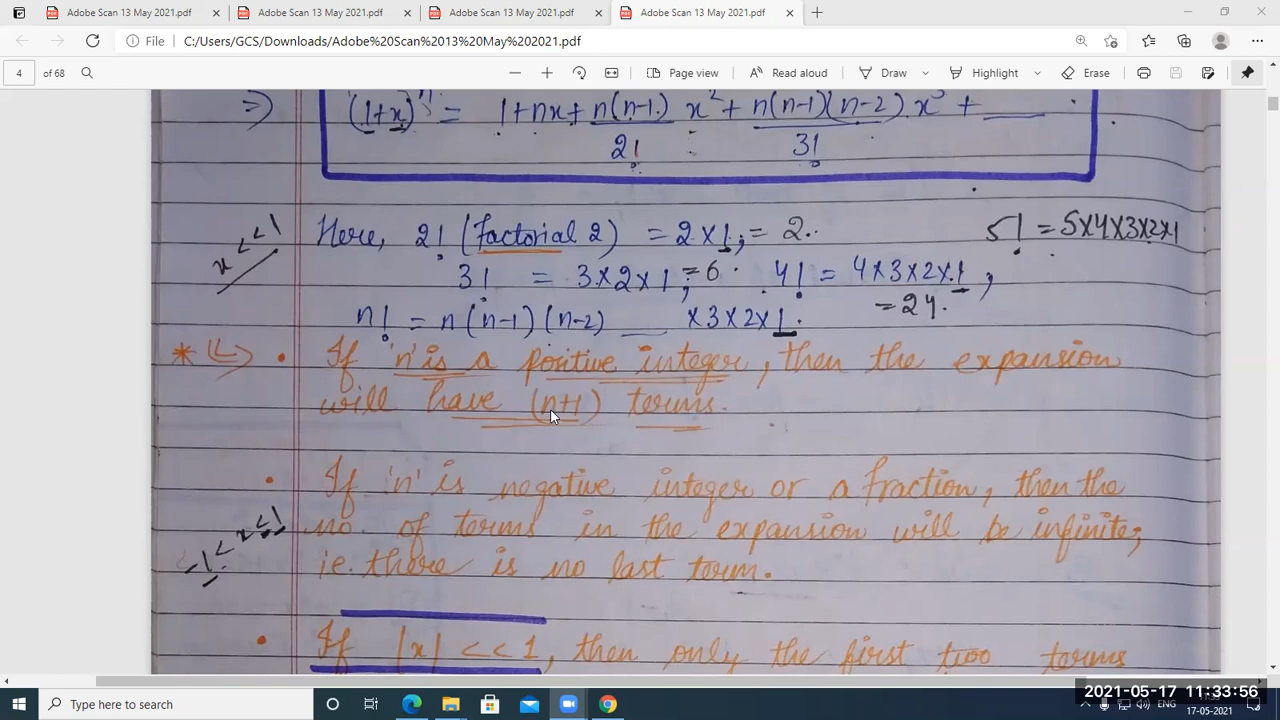 Adobe Scan 13 May 2021.pdf
Adobe Scan 13 May 2021.pdf
Adobe Scan 13 May 2021.pdf
Adobe Scan 13 May 2021.pdf
File
C:/Users/GCS/Downloads/Adobe%20Scan%2013%20May%202021.pdf
4 of 68
Page view
Read aloud
Draw
Highlight
Erase
⇒ (1+x)ⁿ = 1+nx+ n(n-1)/2! x² + n(n-1)(n-2)/3! x³ + ___
Here, 2! (factorial 2) = 2×1; = 2.
5! = 5×4×3×2×1
x<<1
3! = 3×2×1; =6. 4! = 4×3×2×1;
= 24.
n! = n(n-1)(n-2) ___ ×3×2×1.
* ↳ • If 'n' is a positive integer, then the expansion
will have (n+1) terms.
• If 'n' is negative integer or a fraction, then the
no. of terms in the expansion will be infinite;
ie. there is no last term.
• If |x| <<1, then only the first two terms
Type here to search
2021-05-17 11:33:56
ENG
17-05-2021